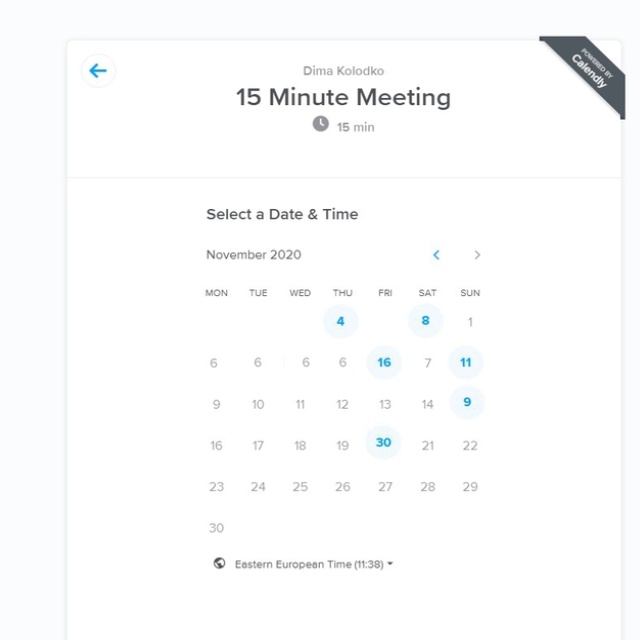 POWERED BY
Calendly
Dima Kolodko
15 Minute Meeting
15 min
Select a Date & Time
November 2020
MON TUE WED THU FRI SAT SUN
4 8 1
6 6 6 6 16 7 11
9 10 11 12 13 14 9
16 17 18 19 30 21 22
23 24 25 26 27 28 29
30
Eastern European Time (11:38)